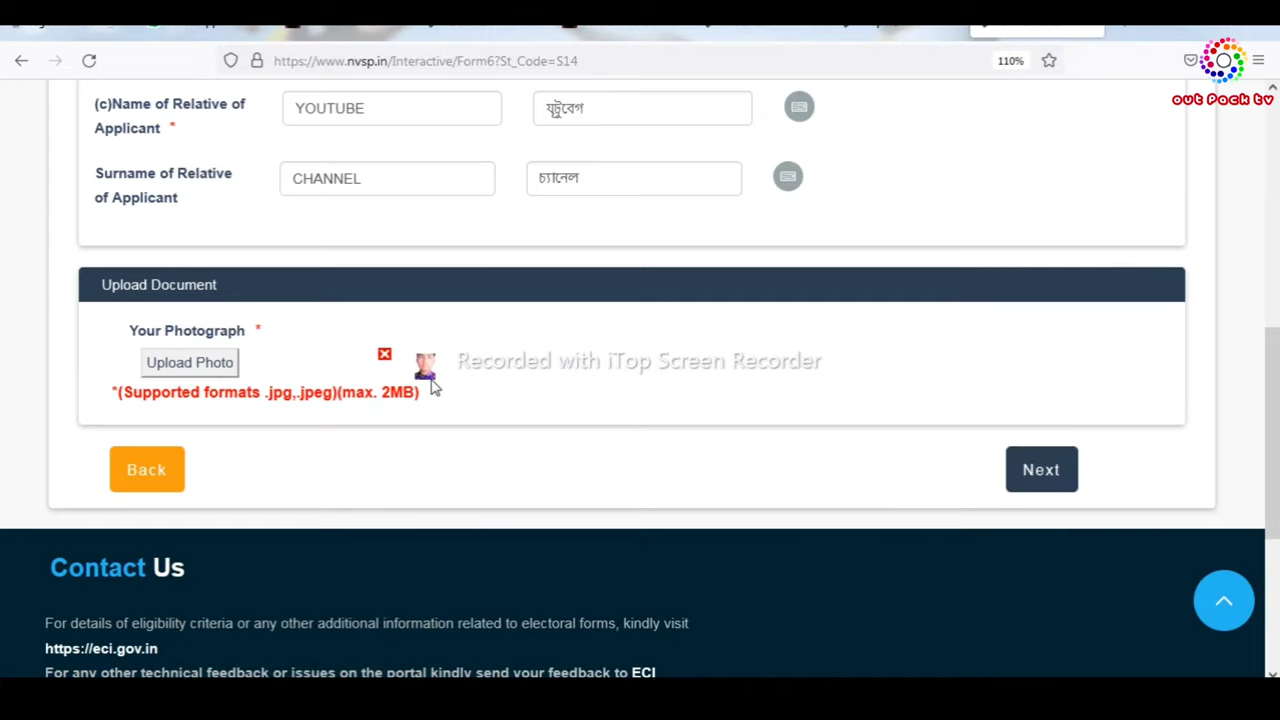 https://www.nvsp.in/Interactive/Form6?St_Code=S14
110%
out Pack tv
(c)Name of Relative of
Applicant *
YOUTUBE
যূটুবেগ
Surname of Relative
of Applicant
CHANNEL
চ্যানেল
Upload Document
Your Photograph *
Upload Photo
Recorded with iTop Screen Recorder
*(Supported formats .jpg,.jpeg)(max. 2MB)
Back
Next
Contact Us
For details of eligibility criteria or any other additional information related to electoral forms, kindly visit
https://eci.gov.in
For any other technical feedback or issues on the portal kindly send your feedback to ECI